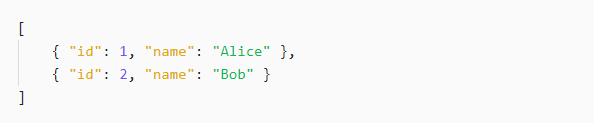 [
    { "id": 1, "name": "Alice" },
    { "id": 2, "name": "Bob" }
]